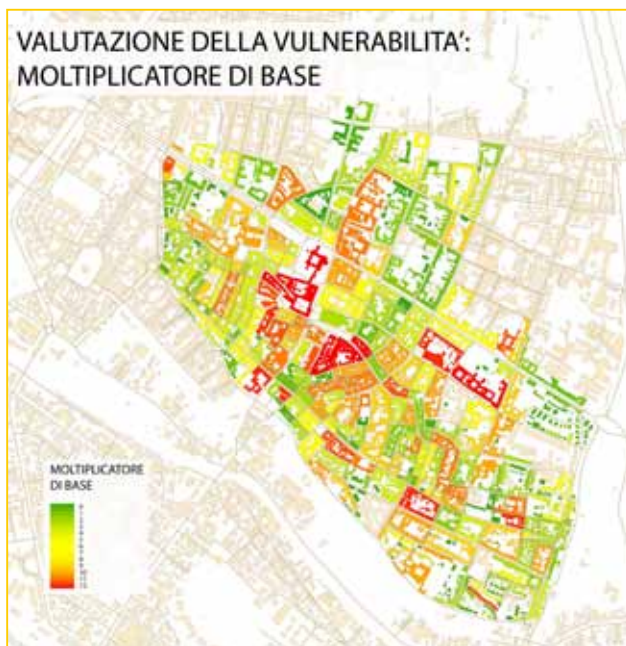 VALUTAZIONE DELLA VULNERABILITA':
MOLTIPLICATORE DI BASE
MOLTIPLICATORE
DI BASE